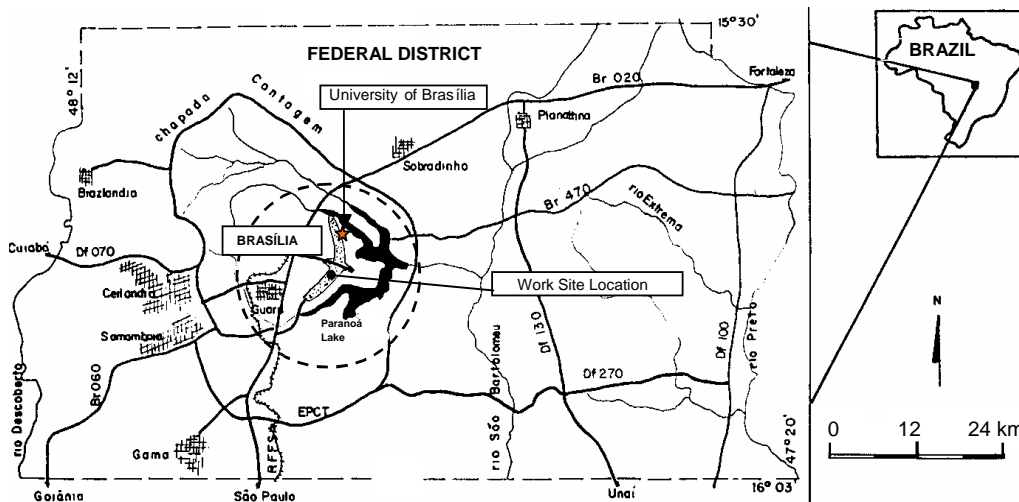 15°30'
FEDERAL DISTRICT
BRAZIL
48°12'
Br 020
Fortaleza
Cantagem
University of Brasília
chapada
Planaltina
Sobradinho
Brazlandia
rio Extrema
Br 470
BRASÍLIA
Cuiabá
Df 070
Work Site Location
Ceilandia
Guará
Samambaia
Paranoá
Lake
N
Df 130
Df 100
rio Preto
rio São Bartolomeu
Df 270
rio Descoberto
Br 060
EPCT
RFFSA
Gama
0 12 24 km
47°20'
16°03
Goiânia
São Paulo
Unaí